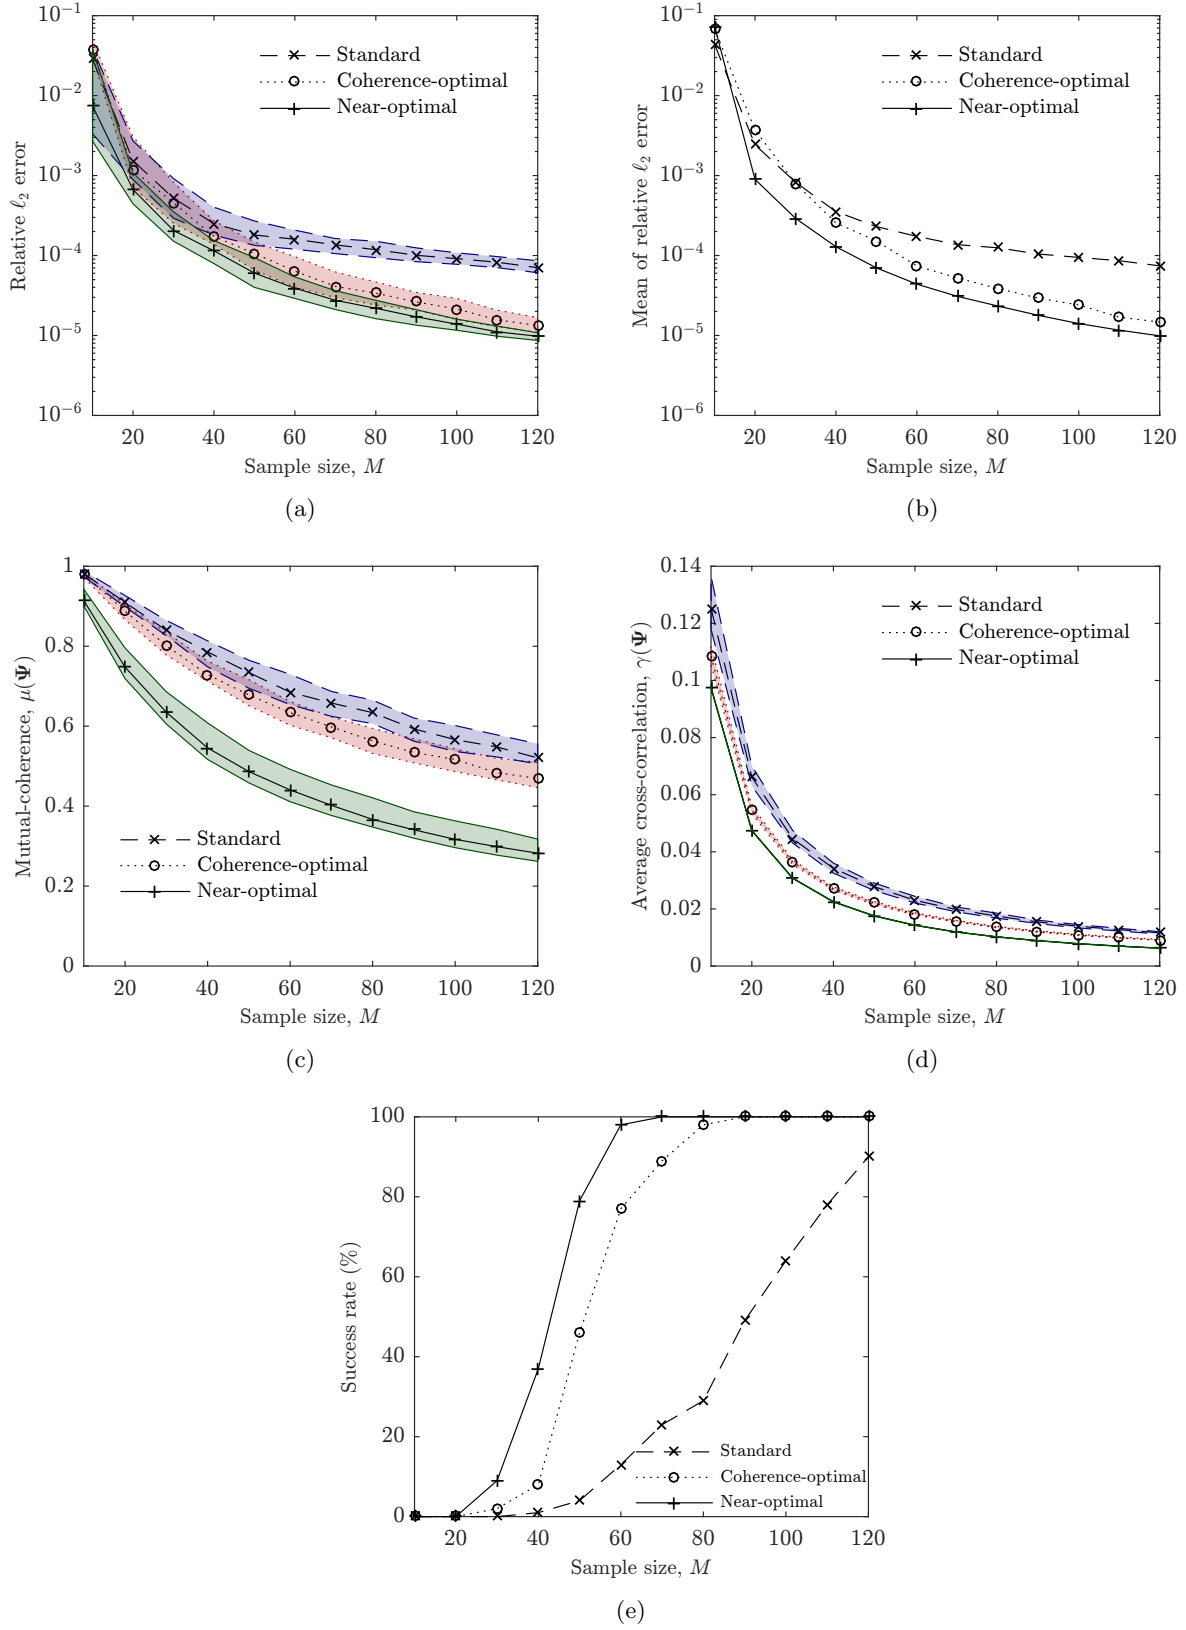 10⁻¹
10⁻²
10⁻³
10⁻⁴
10⁻⁵
10⁻⁶
Relative ℓ₂ error
Standard
Coherence-optimal
Near-optimal
20 40 60 80 100 120
Sample size, M
(a)
10⁻¹
10⁻²
10⁻³
10⁻⁴
10⁻⁵
10⁻⁶
Mean of relative ℓ₂ error
Standard
Coherence-optimal
Near-optimal
20 40 60 80 100 120
Sample size, M
(b)
1
0.8
0.6
0.4
0.2
0
Mutual-coherence, μ(Ψ)
Standard
Coherence-optimal
Near-optimal
20 40 60 80 100 120
Sample size, M
(c)
0.14
0.12
0.1
0.08
0.06
0.04
0.02
0
Average cross-correlation, γ(Ψ)
Standard
Coherence-optimal
Near-optimal
20 40 60 80 100 120
Sample size, M
(d)
100
80
60
40
20
0
Success rate (%)
Standard
Coherence-optimal
Near-optimal
20 40 60 80 100 120
Sample size, M
(e)